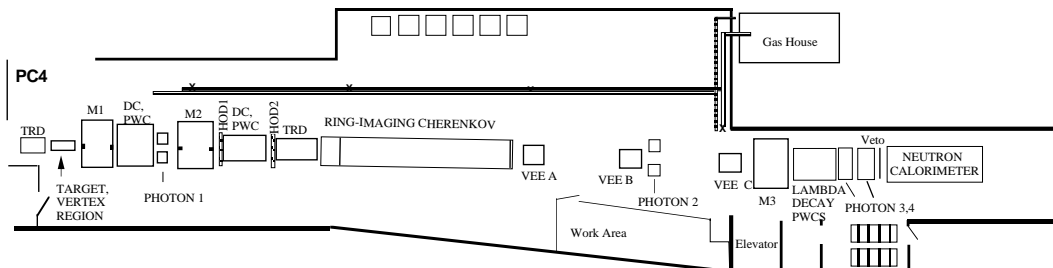 Gas House
PC4
M1
DC,
PWC
M2
HOD1
DC,
PWC
HOD2
TRD
RING-IMAGING CHERENKOV
TRD
TARGET,
VERTEX
REGION
PHOTON 1
VEE A
VEE B
PHOTON 2
VEE C
M3
LAMBDA
DECAY
PWCS
Veto
NEUTRON
CALORIMETER
PHOTON 3,4
Work Area
Elevator